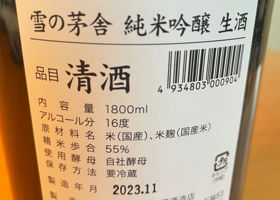 雪の茅舎 純米吟醸 生酒
品目 清酒
4 934803 000904
内容量 1800ml
アルコール分 16度
原材料名 米(国産)、米麹(国産米)
精米歩合 55%
使用酵母 自社酵母
保存方法 要冷蔵
製造年月 2023.11